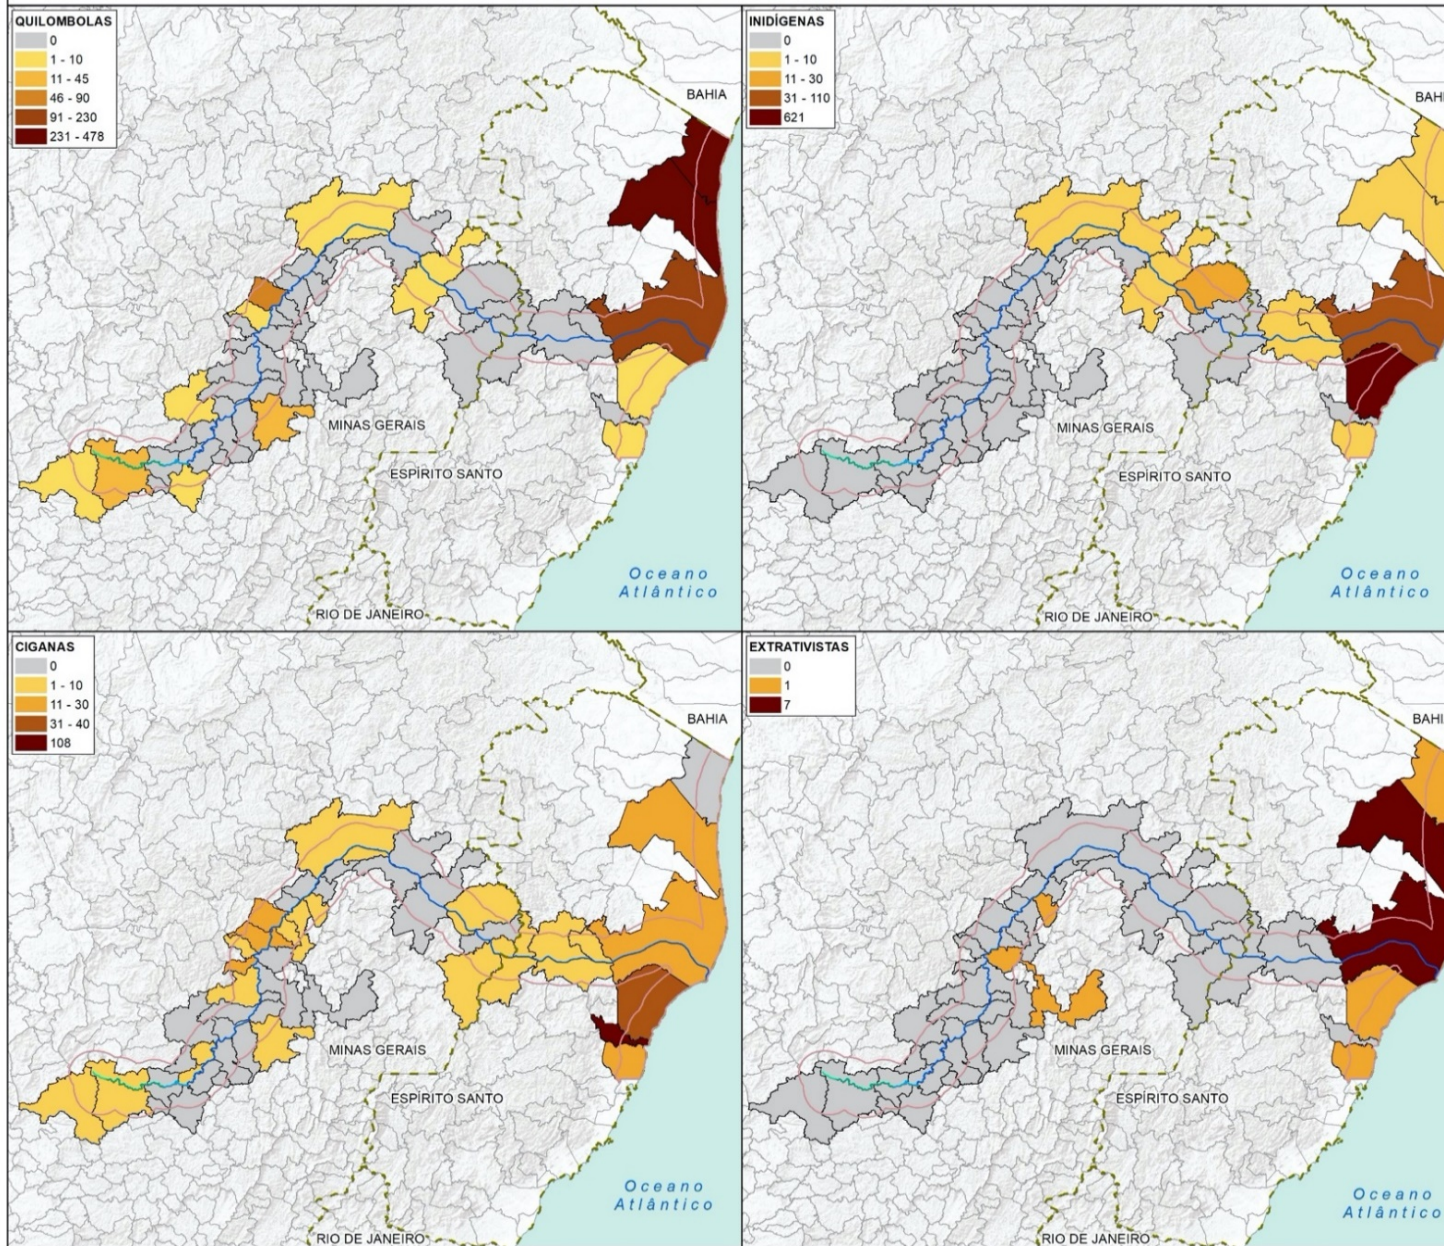 QUILOMBOLAS
0
1 - 10
11 - 45
46 - 90
91 - 230
231 - 478
BAHIA
MINAS GERAIS
ESPÍRITO SANTO
Oceano
Atlântico
RIO DE JANEIRO
INIDÍGENAS
0
1 - 10
11 - 30
31 - 110
621
BAHI
MINAS GERAIS
ESPÍRITO SANTO
Oceano
Atlântico
RIO DE JANEIRO
CIGANAS
0
1 - 10
11 - 30
31 - 40
108
BAHIA
MINAS GERAIS
ESPÍRITO SANTO
Oceano
Atlântico
RIO DE JANEIRO
EXTRATIVISTAS
0
1
7
BAHI
MINAS GERAIS
ESPÍRITO SANTO
Oceano
Atlântico
RIO DE JANEIRO